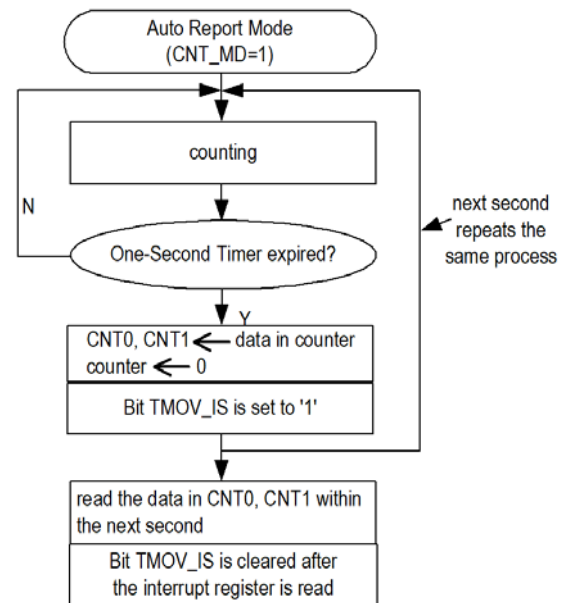 Auto Report Mode
(CNT_MD=1)
counting
N
next second
repeats the
same process
One-Second Timer expired?
Y
CNT0, CNT1 ← data in counter
counter ← 0
Bit TMOV_IS is set to '1'
read the data in CNT0, CNT1 within
the next second
Bit TMOV_IS is cleared after
the interrupt register is read